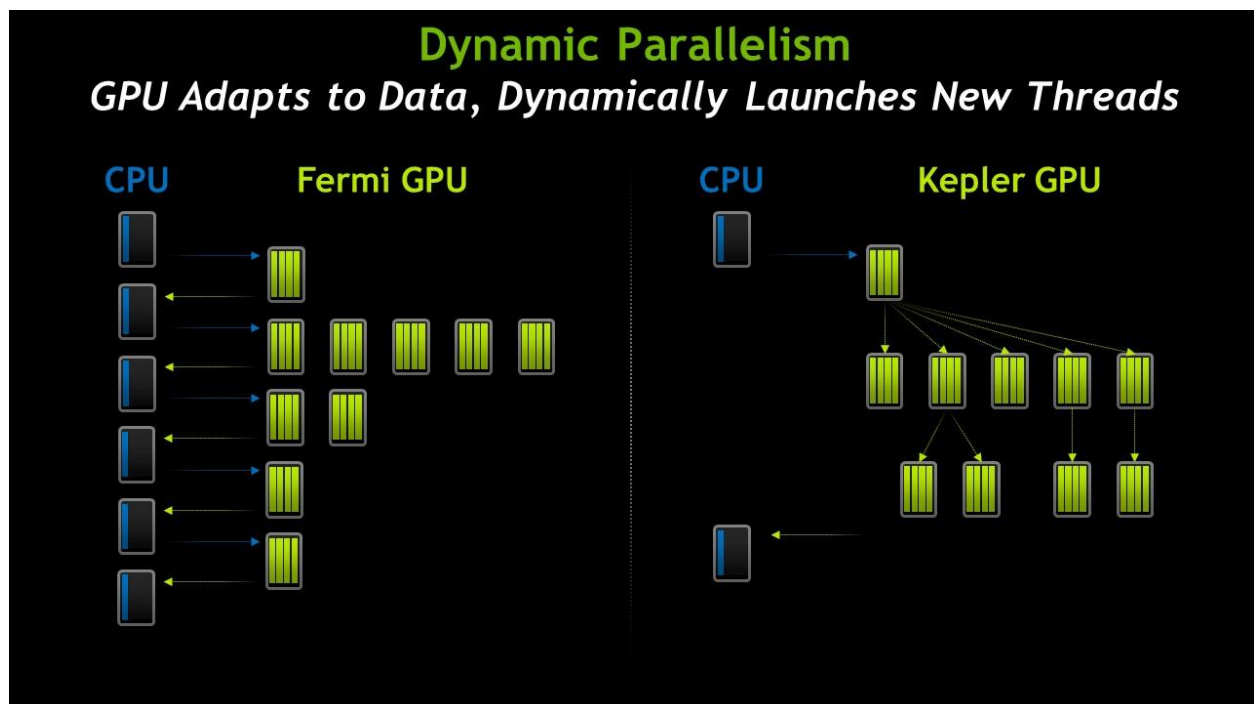 Dynamic Parallelism
GPU Adapts to Data, Dynamically Launches New Threads
CPU
Fermi GPU
CPU
Kepler GPU